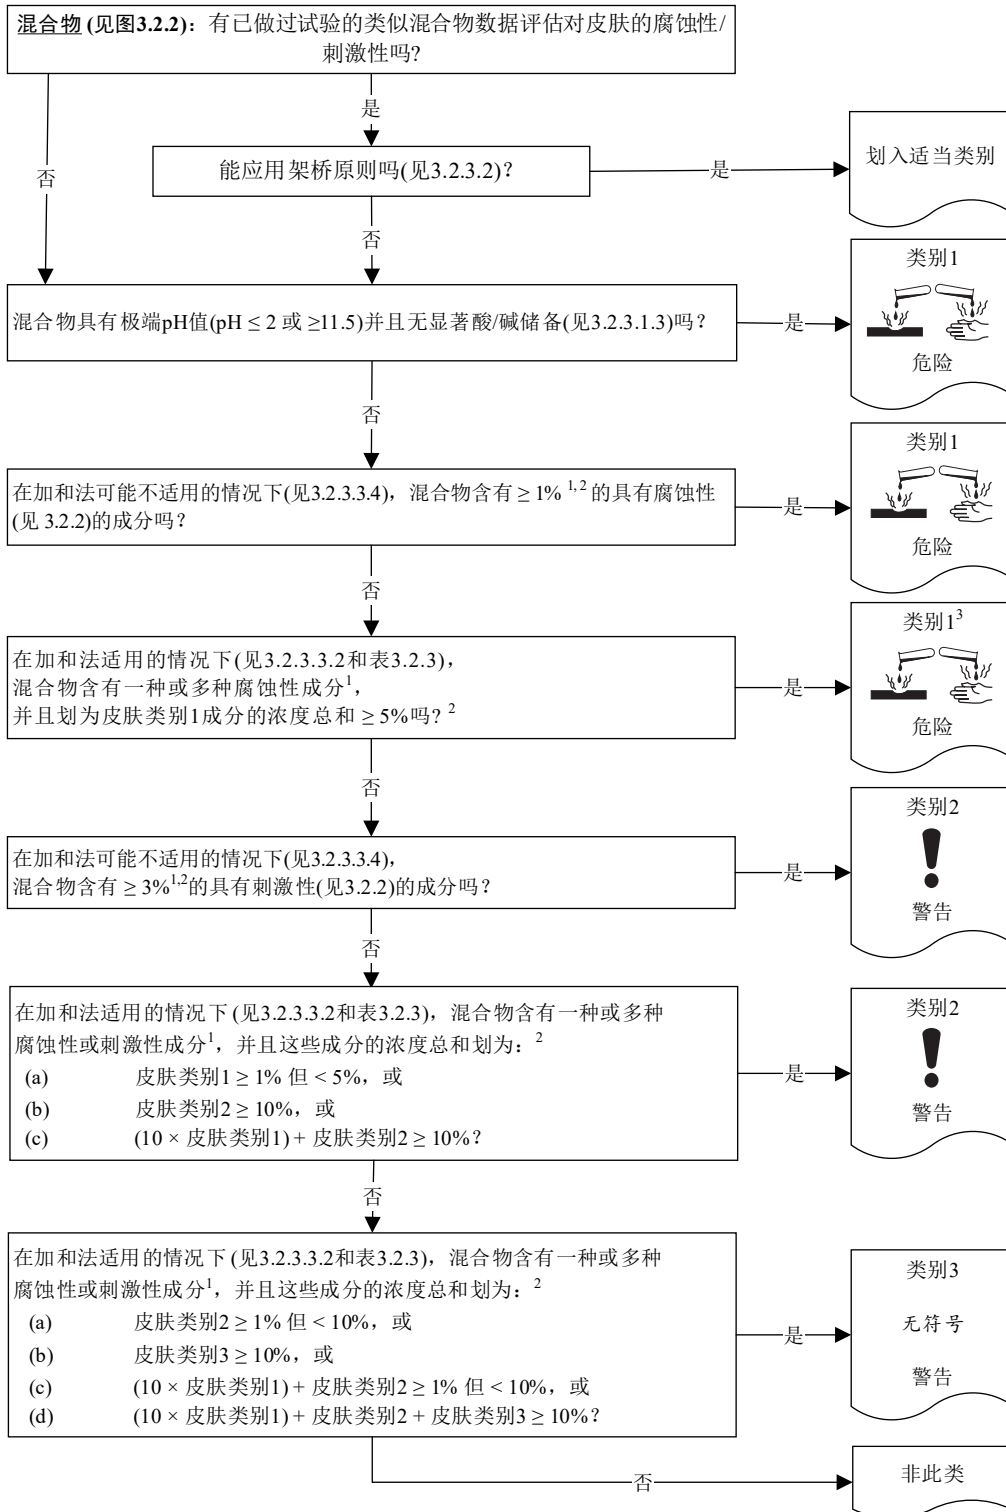 混合物 (见图3.2.2)：有已做过试验的类似混合物数据评估对皮肤的腐蚀性/
刺激性吗?
是
否
能应用架桥原则吗(见3.2.3.2)?
是
划入适当类别
否
混合物具有极端pH值(pH ≤ 2 或 ≥11.5)并且无显著酸/碱储备(见3.2.3.1.3)吗?
是
类别1
危险
否
在加和法可能不适用的情况下(见3.2.3.3.4)，混合物含有 ≥ 1% 1,2 的具有腐蚀性
(见 3.2.2)的成分吗?
是
类别1
危险
否
在加和法适用的情况下(见3.2.3.3.2和表3.2.3)，
混合物含有一种或多种腐蚀性成分1，
并且划为皮肤类别1成分的浓度总和 ≥ 5%吗? 2
是
类别13
危险
否
在加和法可能不适用的情况下(见3.2.3.3.4)，
混合物含有 ≥ 3%1,2的具有刺激性(见3.2.2)的成分吗?
是
类别2
警告
否
在加和法适用的情况下 (见3.2.3.3.2和表3.2.3)，混合物含有一种或多种
腐蚀性或刺激性成分1，并且这些成分的浓度总和划为：2
(a) 皮肤类别1 ≥ 1% 但 < 5%，或
(b) 皮肤类别2 ≥ 10%，或
(c) (10 × 皮肤类别1) + 皮肤类别2 ≥ 10%?
是
类别2
警告
否
在加和法适用的情况下 (见3.2.3.3.2和表3.2.3)，混合物含有一种或多种
腐蚀性或刺激性成分1，并且这些成分的浓度总和划为：2
(a) 皮肤类别2 ≥ 1% 但 < 10%，或
(b) 皮肤类别3 ≥ 10%，或
(c) (10 × 皮肤类别1) + 皮肤类别2 ≥ 1% 但 < 10%，或
(d) (10 × 皮肤类别1) + 皮肤类别2 + 皮肤类别3 ≥ 10%?
是
类别3
无符号
警告
否
非此类